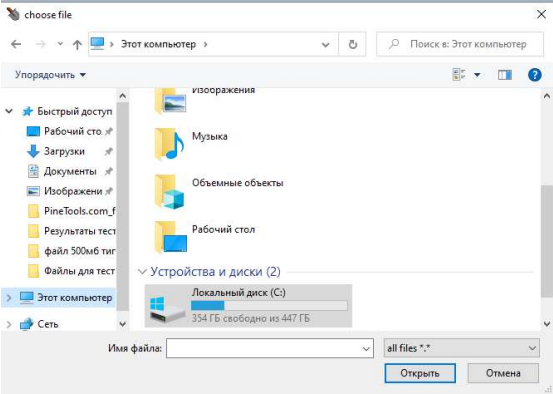 choose file
Этот компьютер
Поиск в: Этот компьютер
Упорядочить
Быстрый доступ
Рабочий сто
Загрузки
Документы
Изображени
PineTools.com_f
Результаты тест
файл 500мб тип
Файлы для тест
Этот компьютер
Сеть
Изображения
Музыка
Объемные объекты
Рабочий стол
Устройства и диски (2)
Локальный диск (C:)
354 ГБ свободно из 447 ГБ
Имя файла:
all files *.*
Открыть
Отмена